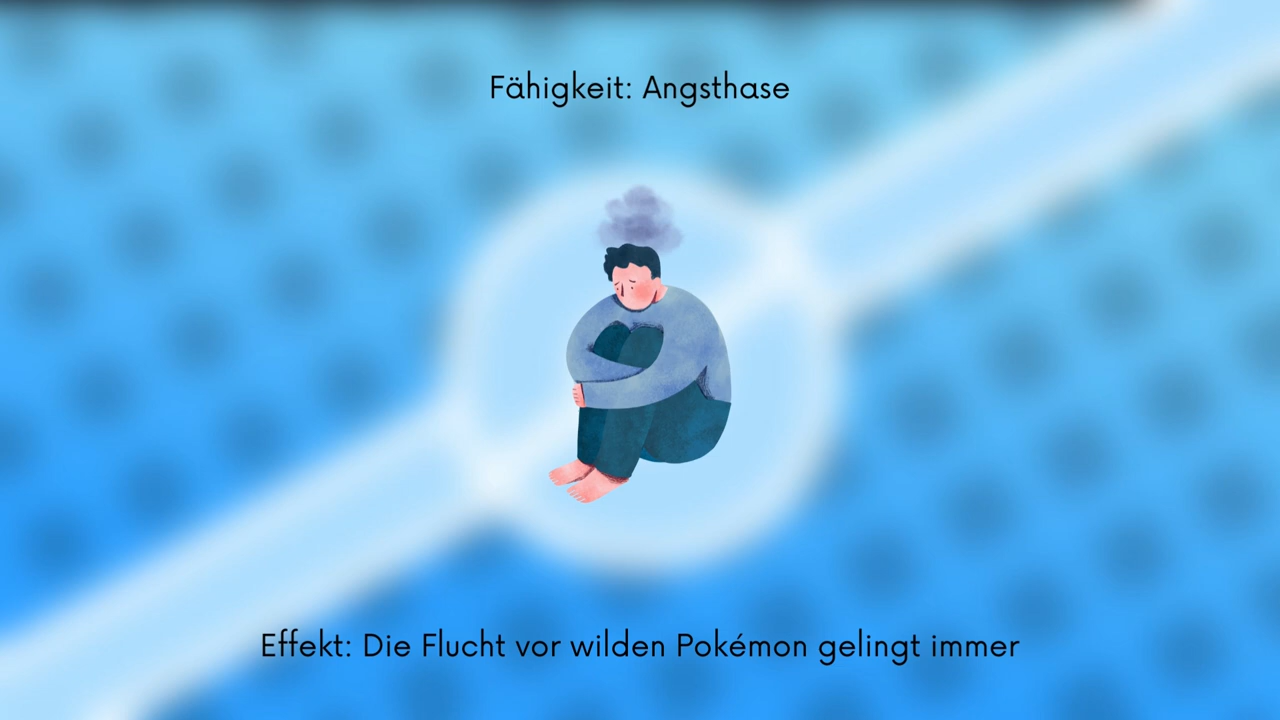 Fähigkeit: Angsthase
Effekt: Die Flucht vor wilden Pokémon gelingt immer